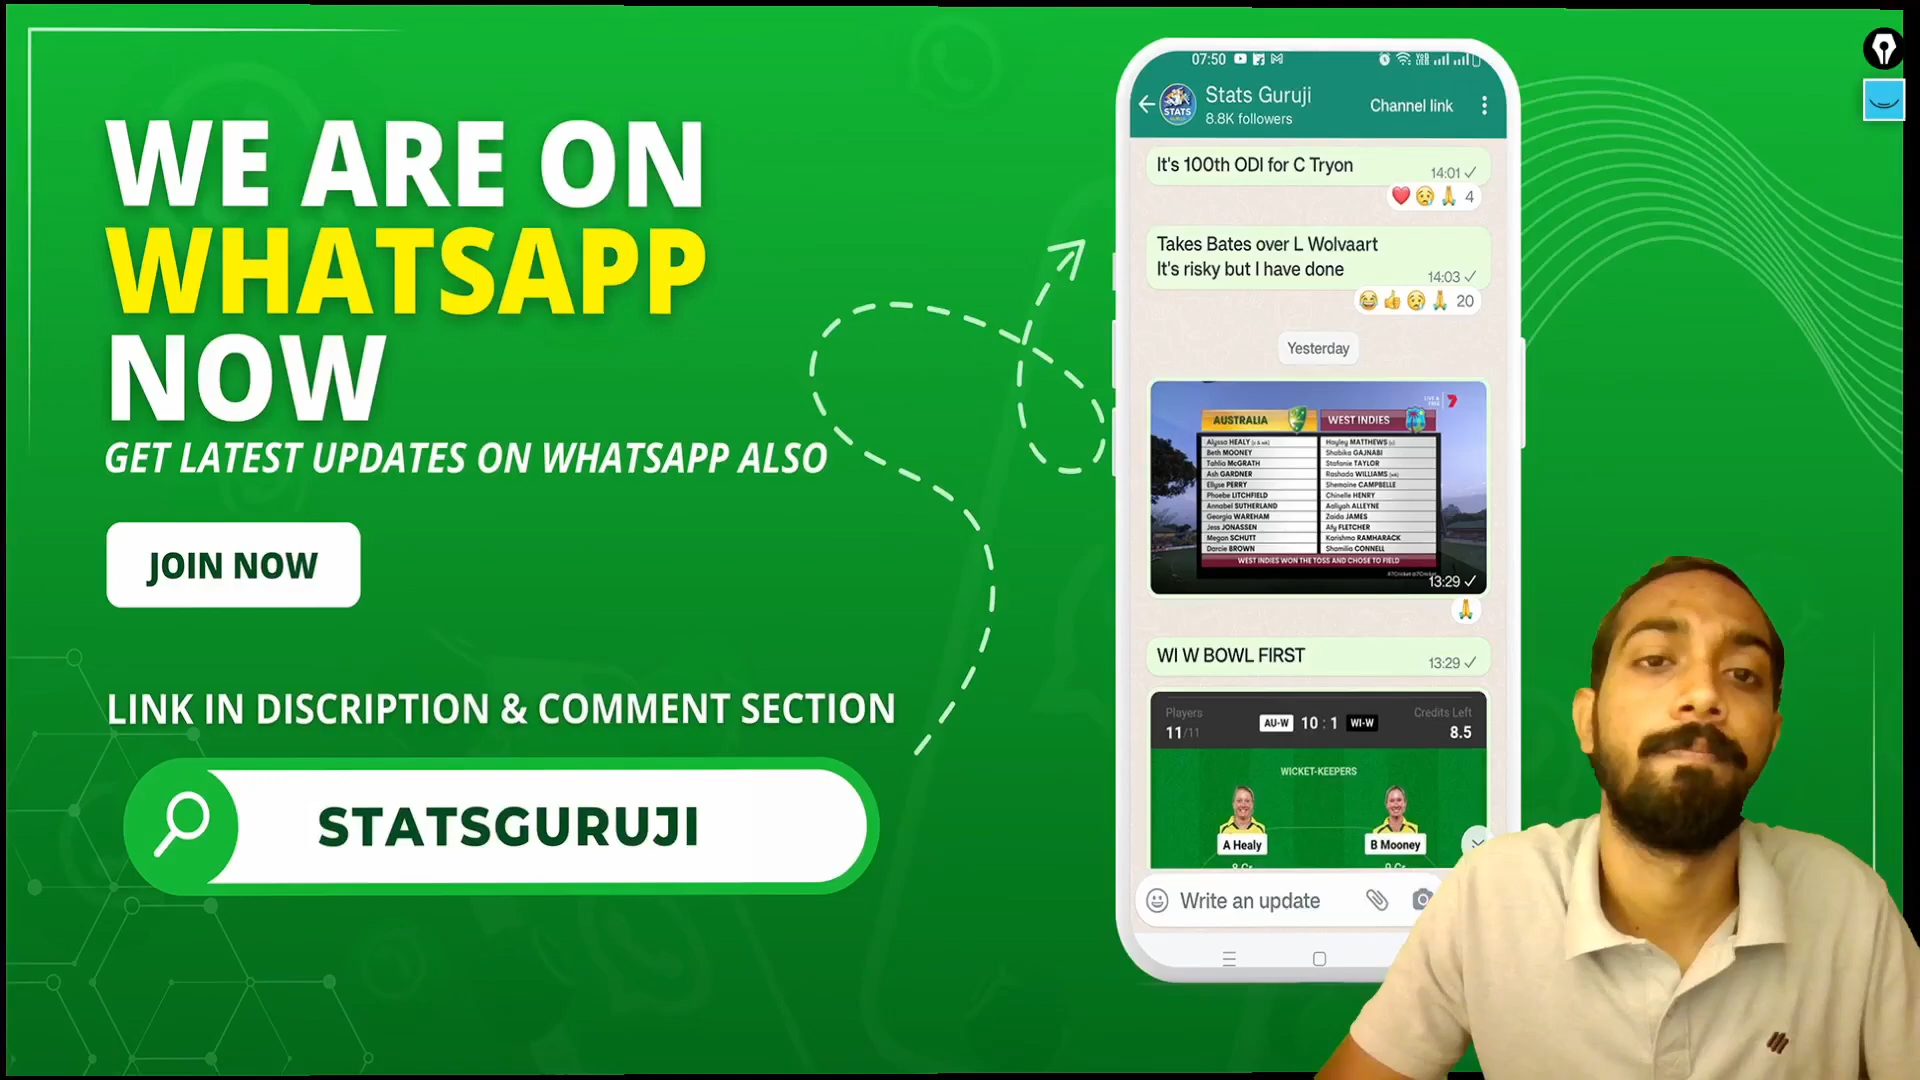 WE ARE ON
WHATSAPP
NOW
GET LATEST UPDATES ON WHATSAPP ALSO
JOIN NOW
LINK IN DISCRIPTION & COMMENT SECTION
STATSGURUJI
07:50
STATS
Stats Guruji
8.8K followers
Channel link
It's 100th ODI for C Tryon
14:01
4
Takes Bates over L Wolvaart
It's risky but I have done
14:03
20
Yesterday
7
AUSTRALIA WEST INDIES
Alyssa HEALY Hayley MATTHEWS (c)
Beth MOONEY Shabika GAJNABI
Tahlia McGRATH Stafanie TAYLOR
Ash GARDNER Rashada WILLIAMS (wk)
Ellyse PERRY Shemaine CAMPBELLE
Phoebe LITCHFIELD Chinelle HENRY
Annabel SUTHERLAND Aaliyah ALLEYNE
Georgia WAREHAM Zaida JAMES
Jess JONASSEN Afy FLETCHER
Megan SCHUTT Karishma RAMHARACK
Darcie BROWN Shamilia CONNELL
WEST INDIES WON THE TOSS AND CHOSE TO FIELD
13:29
WI W BOWL FIRST
13:29
Players
11/11
AU-W 10 : 1 WI-W
Credits Left
8.5
WICKET-KEEPERS
A Healy
B Mooney
Write an update